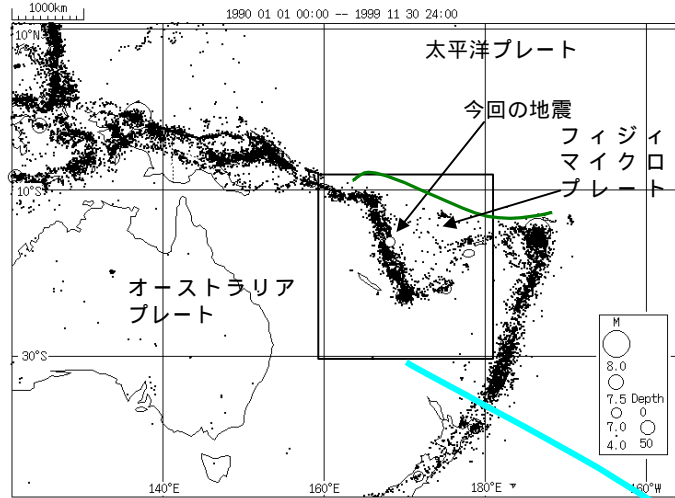 1000km
1990 01 01 00:00 -- 1999 11 30 24:00
10°N
太平洋プレート
今回の地震
フィジィ
マイクロ
プレート
10°S
オーストラリア
プレート
30°S
M
8.0
7.5 Depth
0
7.0
4.0 50
140°E 160°E 180°E 160°W